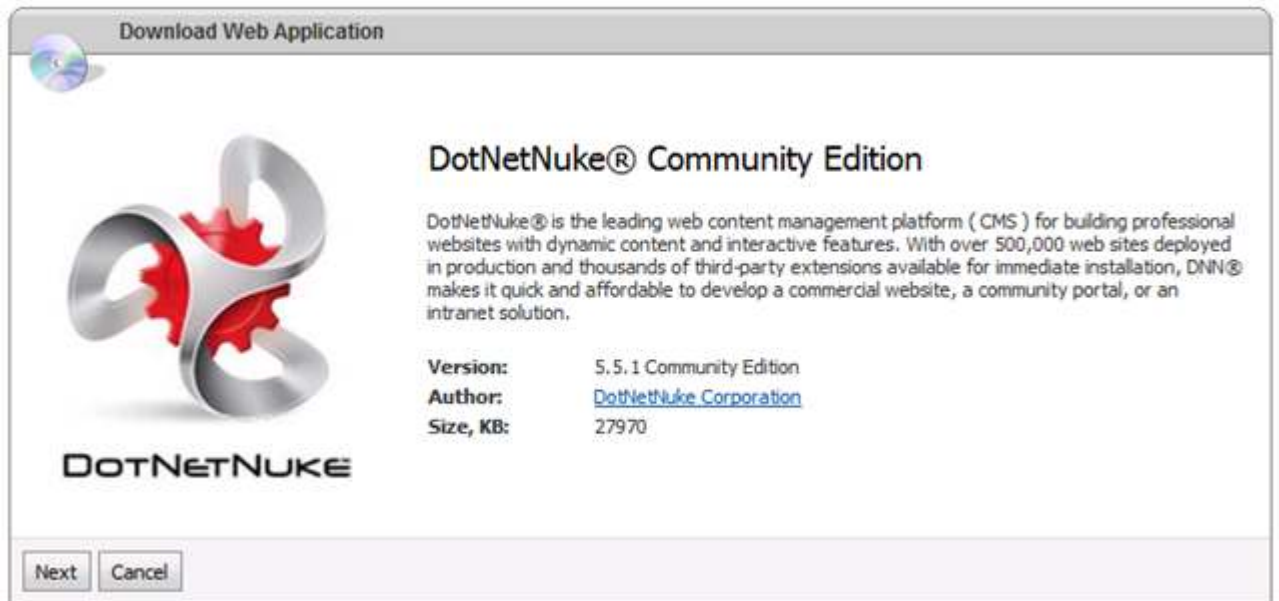 Download Web Application
DotNetNuke® Community Edition
DotNetNuke® is the leading web content management platform ( CMS ) for building professional
websites with dynamic content and interactive features. With over 500,000 web sites deployed
in production and thousands of third-party extensions available for immediate installation, DNN®
makes it quick and affordable to develop a commercial website, a community portal, or an
intranet solution.
Version: 5.5.1 Community Edition
Author: DotNetNuke Corporation
Size, KB: 27970
DOTNETNUKE
Next Cancel